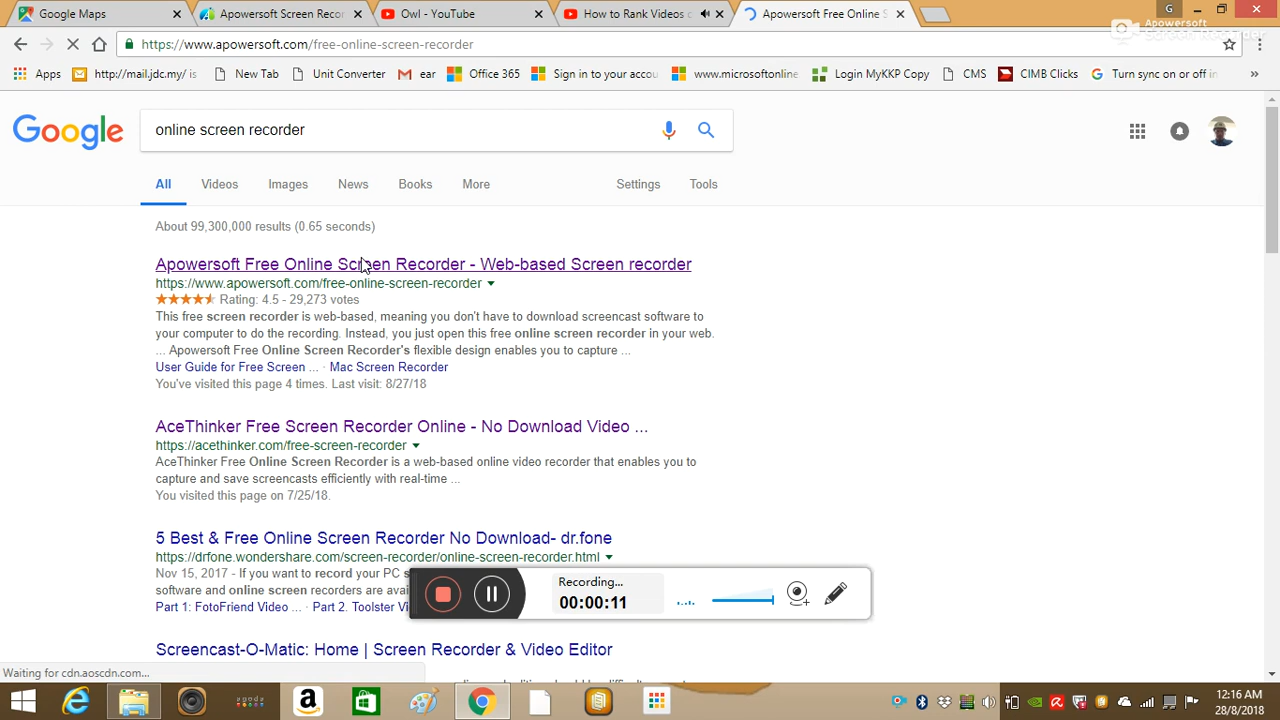 Google Maps
Apowersoft Screen Recor
Owl - YouTube
How to Rank Videos o
Apowersoft Free Online S
G
Apowersoft
Screen Recorder
https://www.apowersoft.com/free-online-screen-recorder
Apps
http://mail.jdc.my/ is
New Tab
Unit Converter
ear
Office 365
Sign in to your accou
www.microsoftonline
Login MyKKP Copy
CMS
CIMB Clicks
Turn sync on or off in
»
Google
online screen recorder
All
Videos
Images
News
Books
More
Settings
Tools
About 99,300,000 results (0.65 seconds)
Apowersoft Free Online Screen Recorder - Web-based Screen recorder
https://www.apowersoft.com/free-online-screen-recorder
Rating: 4.5 - 29,273 votes
This free screen recorder is web-based, meaning you don't have to download screencast software to
your computer to do the recording. Instead, you just open this free online screen recorder in your web.
... Apowersoft Free Online Screen Recorder's flexible design enables you to capture ...
User Guide for Free Screen ... · Mac Screen Recorder
You've visited this page 4 times. Last visit: 8/27/18
AceThinker Free Screen Recorder Online - No Download Video ...
https://acethinker.com/free-screen-recorder
AceThinker Free Online Screen Recorder is a web-based online video recorder that enables you to
capture and save screencasts efficiently with real-time ...
You visited this page on 7/25/18.
5 Best & Free Online Screen Recorder No Download- dr.fone
https://drfone.wondershare.com/screen-recorder/online-screen-recorder.html
Nov 15, 2017 - If you want to record your PC s
software and online screen recorders are avai
Part 1: FotoFriend Video ... · Part 2. Toolster Vi
Recording...
00:00:11
Screencast-O-Matic: Home | Screen Recorder & Video Editor
Waiting for cdn.aoscdn.com...
agoda
12:16 AM
28/8/2018